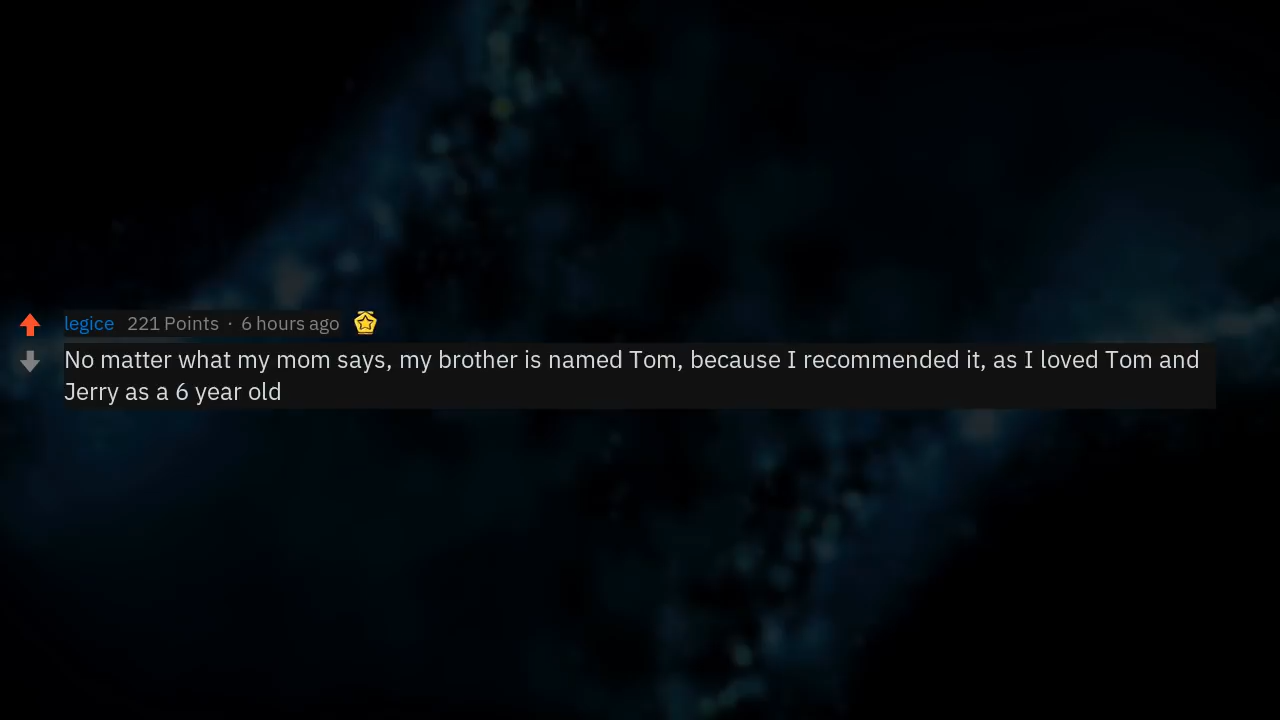 legice 221 Points · 6 hours ago
No matter what my mom says, my brother is named Tom, because I recommended it, as I loved Tom and
Jerry as a 6 year old